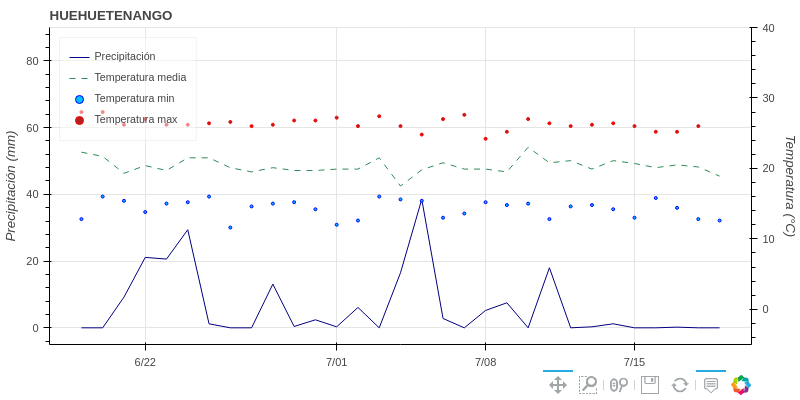 HUEHUETENANGO
Precipitación
Temperatura media
Temperatura min
Temperatura max
Precipitación (mm)
80
60
40
20
0
40
30
20
10
0
Temperatura (°C)
6/22
7/01
7/08
7/15